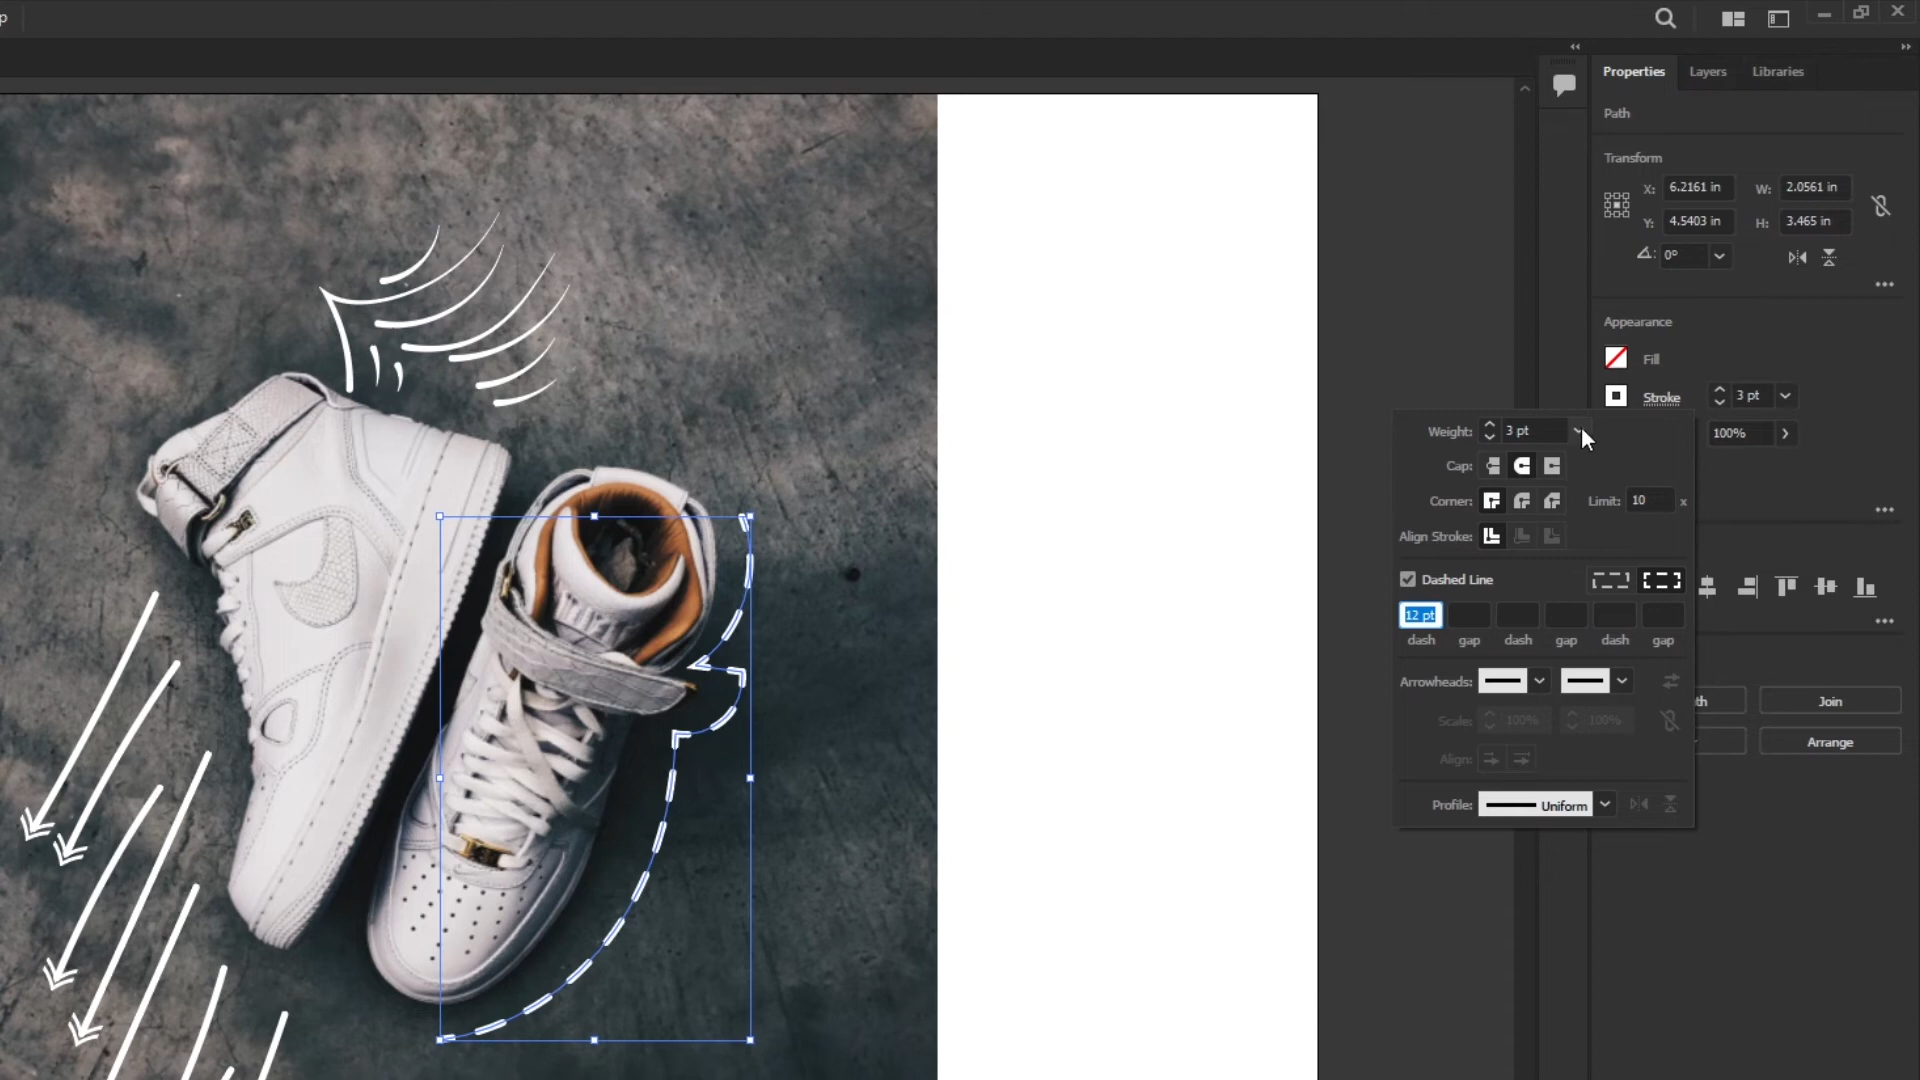 p
Properties Layers Libraries
Path
Transform
X: 6.2161 in W: 2.0561 in
Y: 4.5403 in H: 3.465 in
0°
Appearance
Fill
Stroke 3 pt
100%
Weight: 3 pt
Cap:
Corner: Limit: 10 x
Align Stroke:
Dashed Line
12 pt
dash gap dash gap dash gap
Arrowheads:
Scale: 100% 100%
Align:
Profile: Uniform
th Join
Arrange